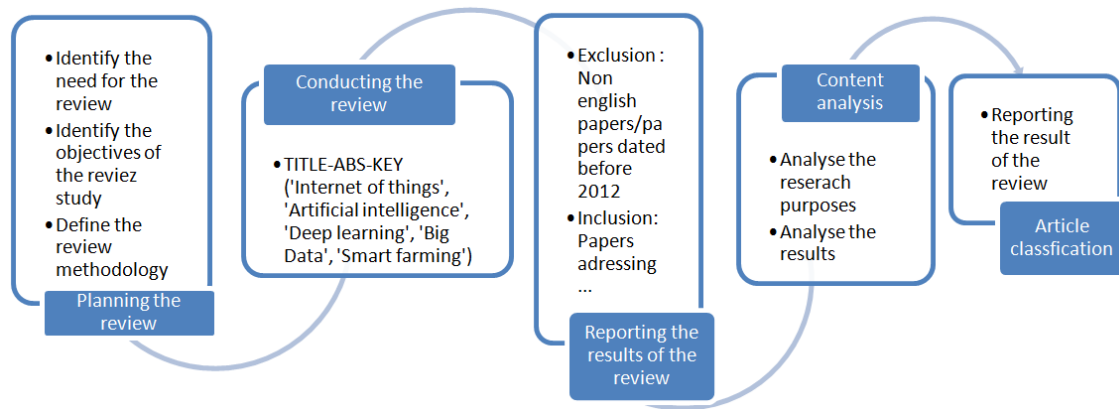 •Identify the
need for the
review
•Identify the
objectives of
the reviez
study
•Define the
review
methodology
Planning the
review
Conducting the
review
•TITLE-ABS-KEY
('Internet of things',
'Artificial intelligence',
'Deep learning', 'Big
Data', 'Smart farming')
•Exclusion :
Non
english
papers/pa
pers dated
before
2012
•Inclusion:
Papers
adressing
...
Reporting the
results of the
review
Content
analysis
•Analyse the
reserach
purposes
•Analyse the
results
•Reporting
the result
of the
review
Article
classfication